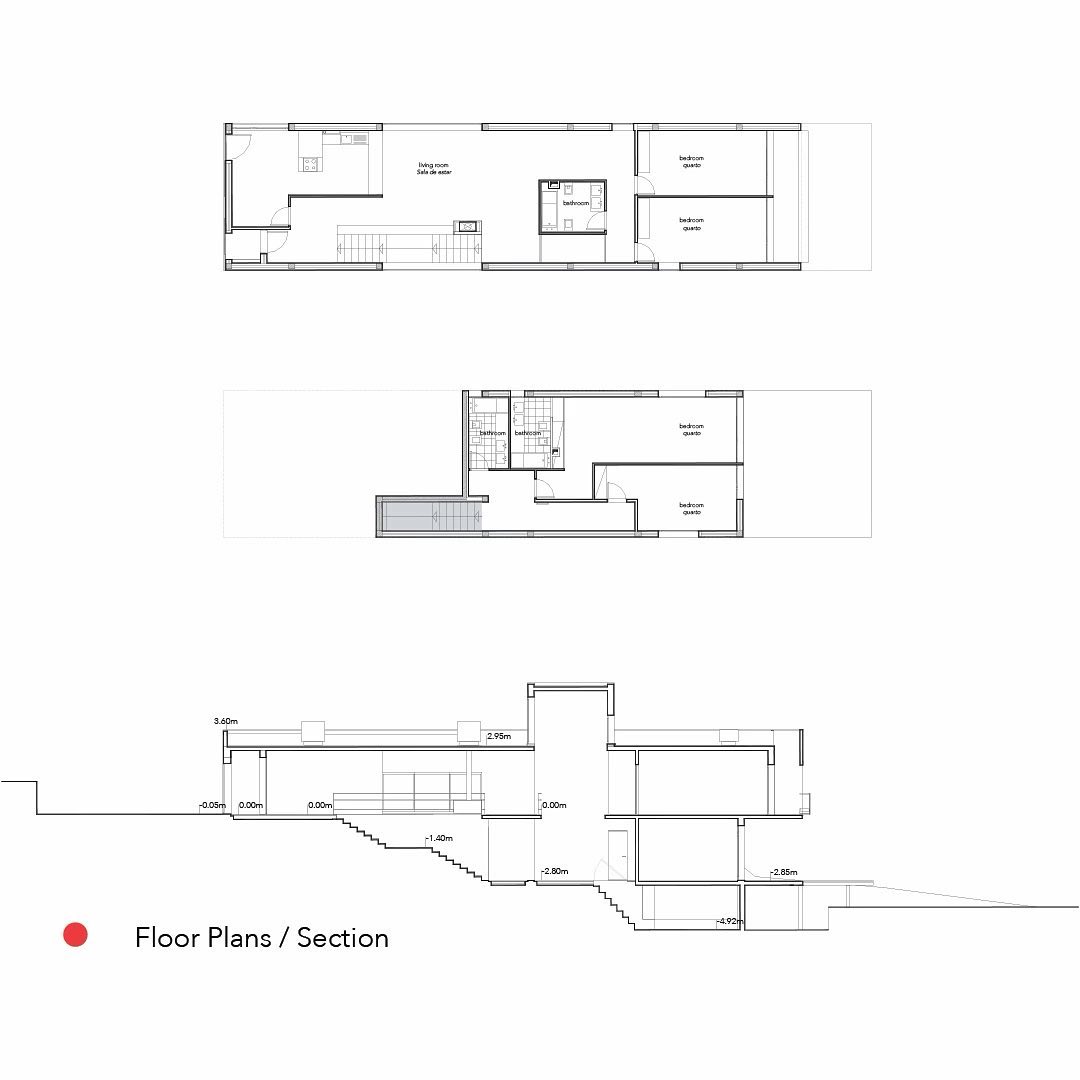 living room
Sala de estar
bedroom
quarto
bathroom
bedroom
quarto
bathroom
bathroom
bedroom
quarto
bedroom
quarto
3.60m
2.95m
-0.05m
0.00m
0.00m
0.00m
-1.40m
-2.80m
-2.85m
-4.92m
Floor Plans / Section